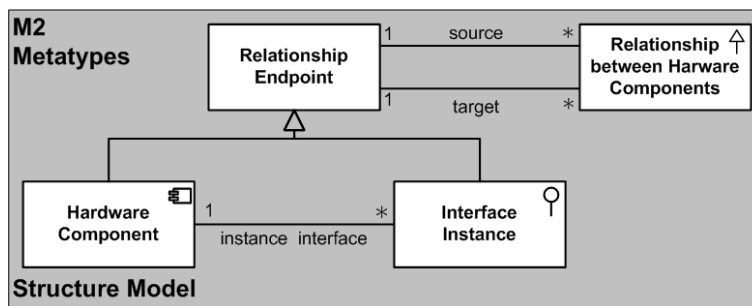 M2
Metatypes
Relationship
Endpoint
1 source *
1 target *
Relationship
between Harware
Components
Hardware
Component
1 *
instance interface
Interface
Instance
Structure Model